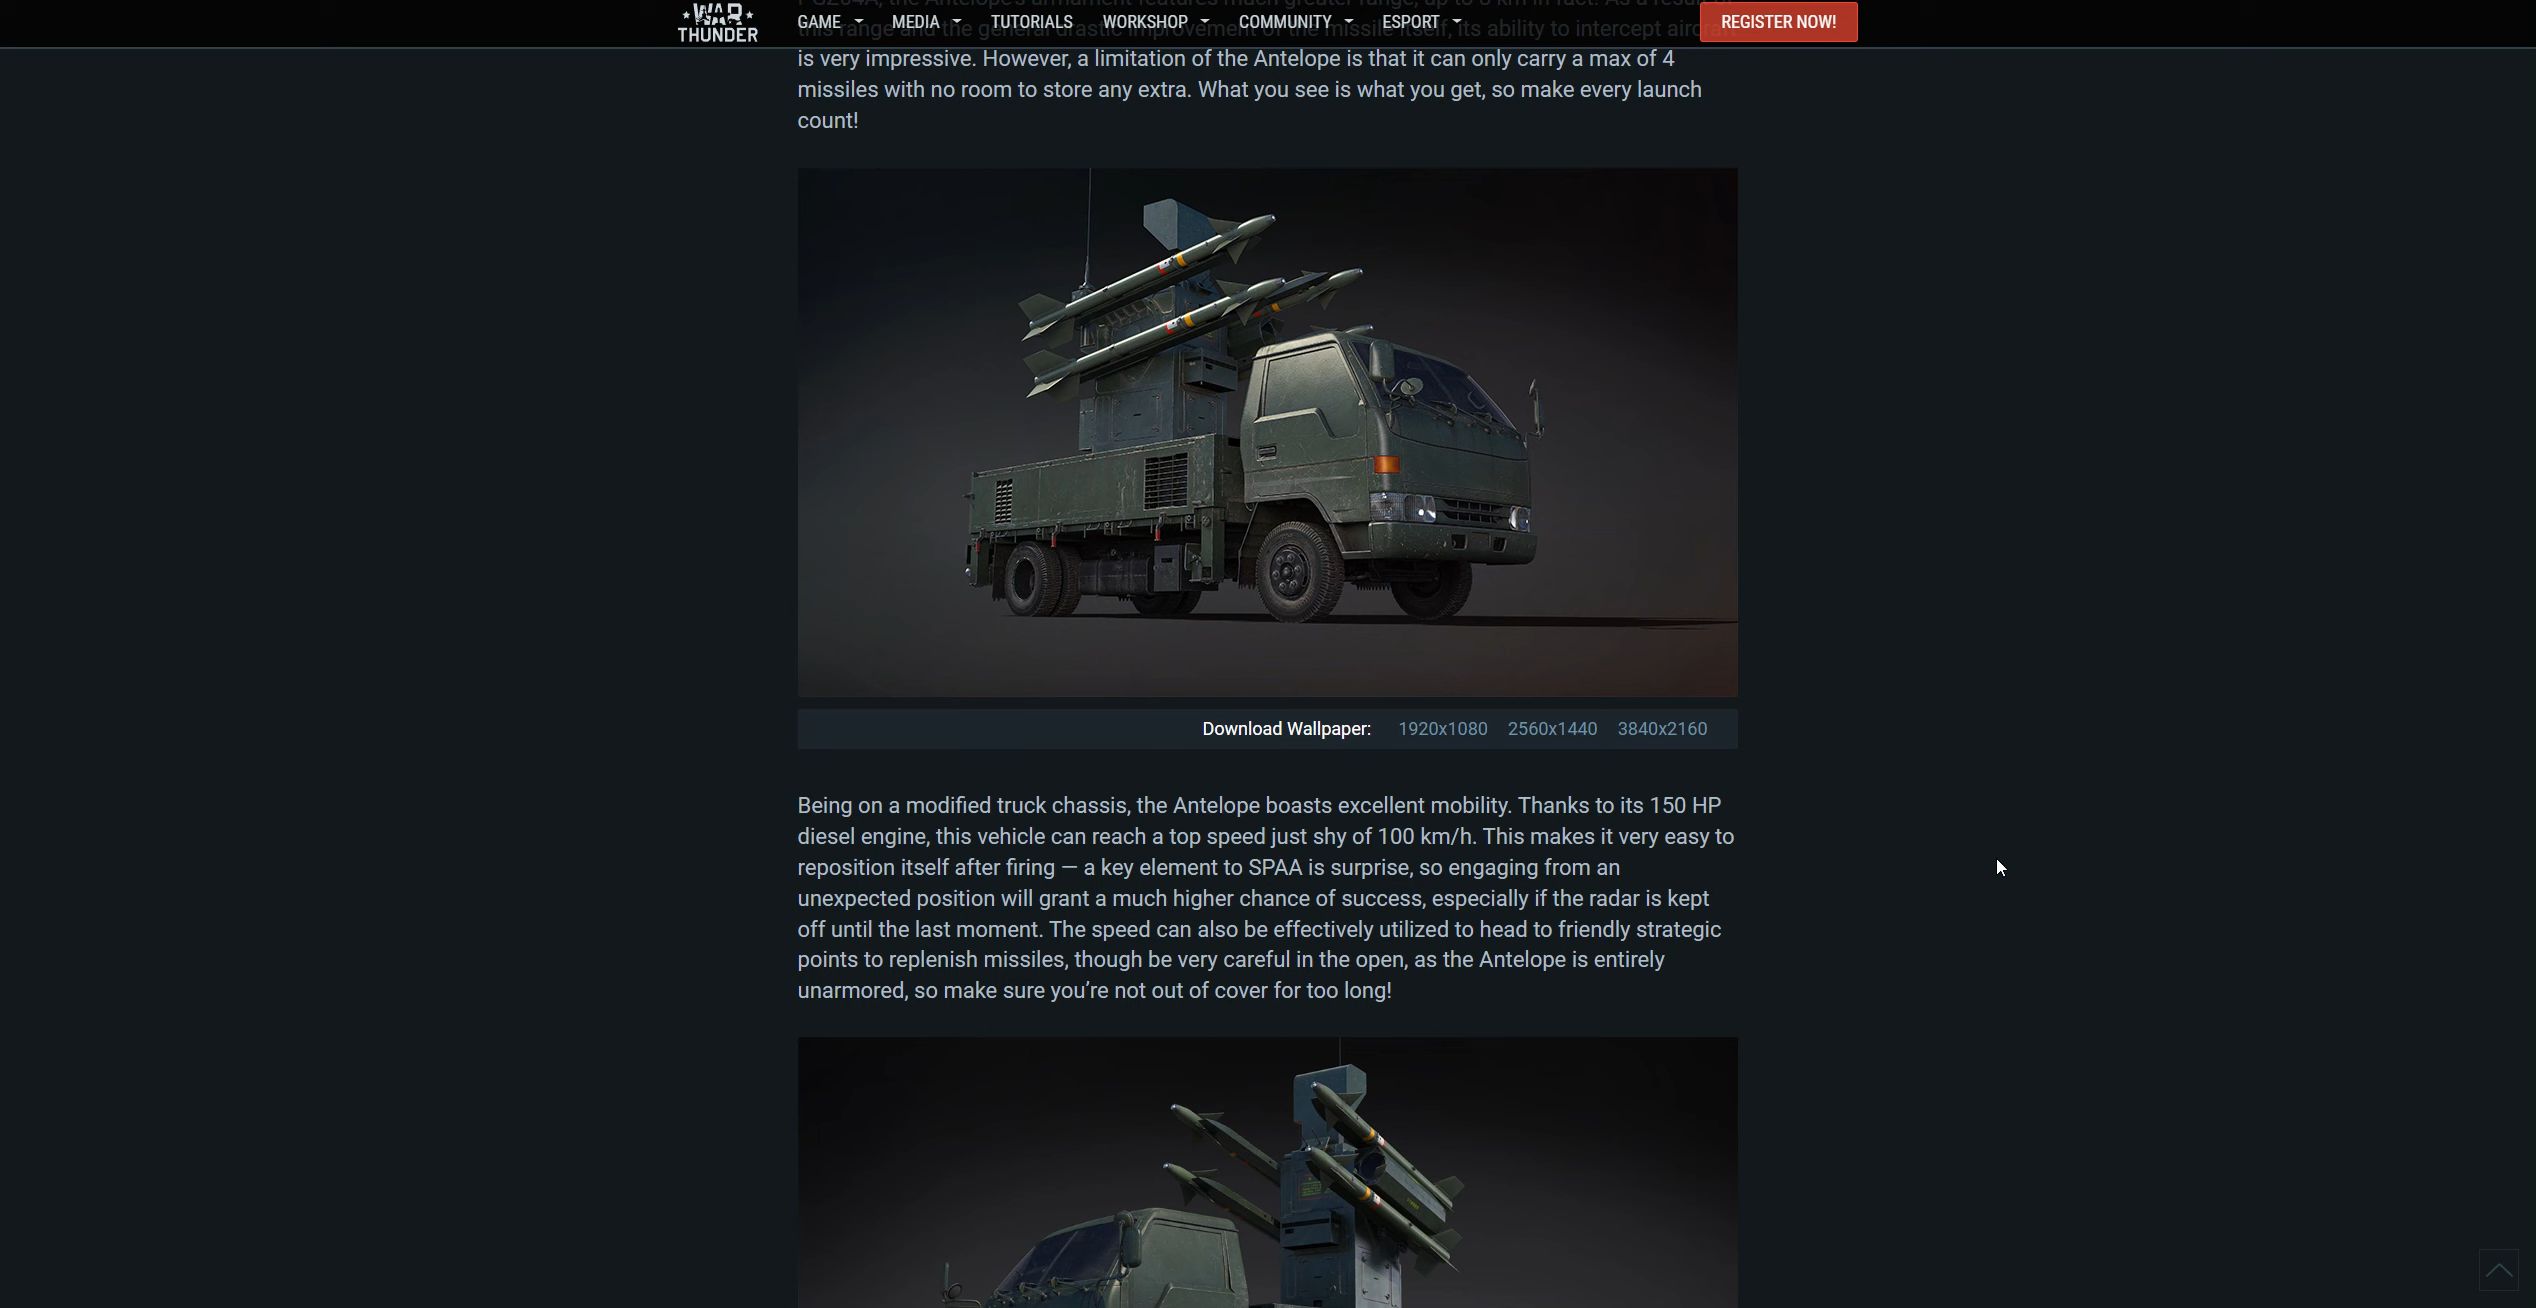 WAR
THUNDER
GAME
MEDIA
TUTORIALS
WORKSHOP
COMMUNITY
ESPORT
REGISTER NOW!
this range and the general drastic improvement of the missile itself, its ability to intercept aircraft
is very impressive. However, a limitation of the Antelope is that it can only carry a max of 4
missiles with no room to store any extra. What you see is what you get, so make every launch
count!
Download Wallpaper: 1920x1080 2560x1440 3840x2160
Being on a modified truck chassis, the Antelope boasts excellent mobility. Thanks to its 150 HP
diesel engine, this vehicle can reach a top speed just shy of 100 km/h. This makes it very easy to
reposition itself after firing — a key element to SPAA is surprise, so engaging from an
unexpected position will grant a much higher chance of success, especially if the radar is kept
off until the last moment. The speed can also be effectively utilized to head to friendly strategic
points to replenish missiles, though be very careful in the open, as the Antelope is entirely
unarmored, so make sure you’re not out of cover for too long!